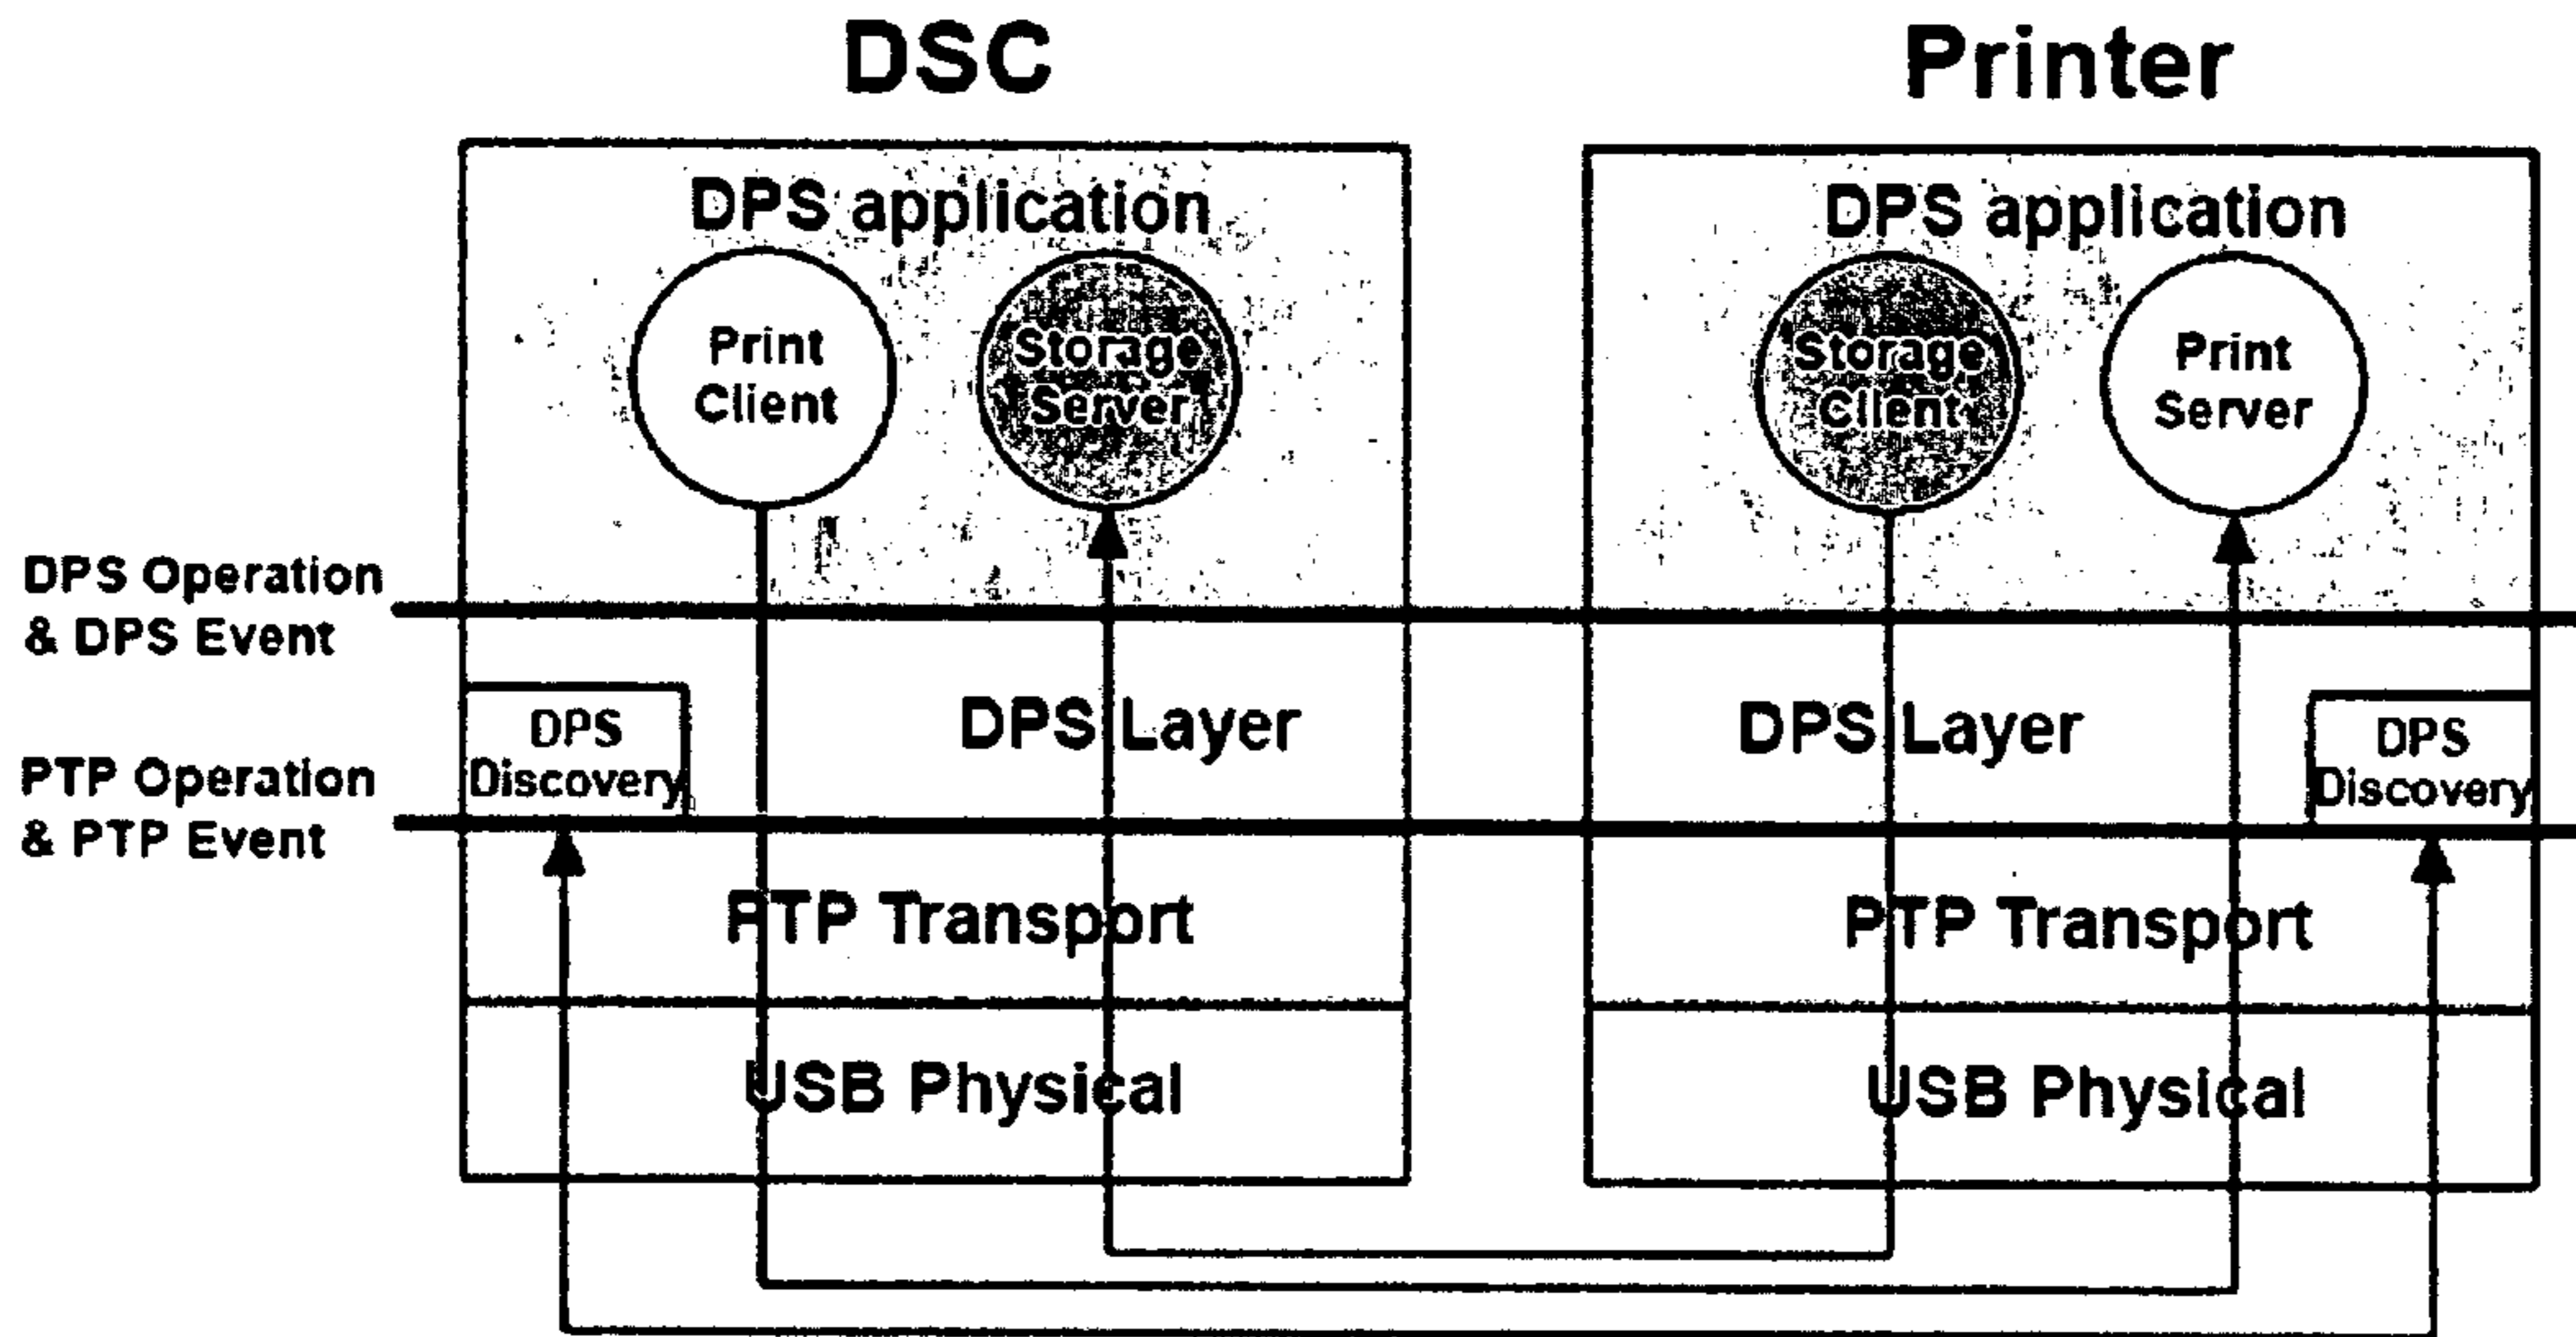 DSC
Printer
DPS application
DPS application
Print
Client
Storage
Server
Storage
Client
Print
Server
DPS Operation
& DPS Event
DPS
Discovery
DPS Layer
DPS Layer
DPS
Discovery
PTP Operation
& PTP Event
PTP Transport
PTP Transport
USB Physical
USB Physical